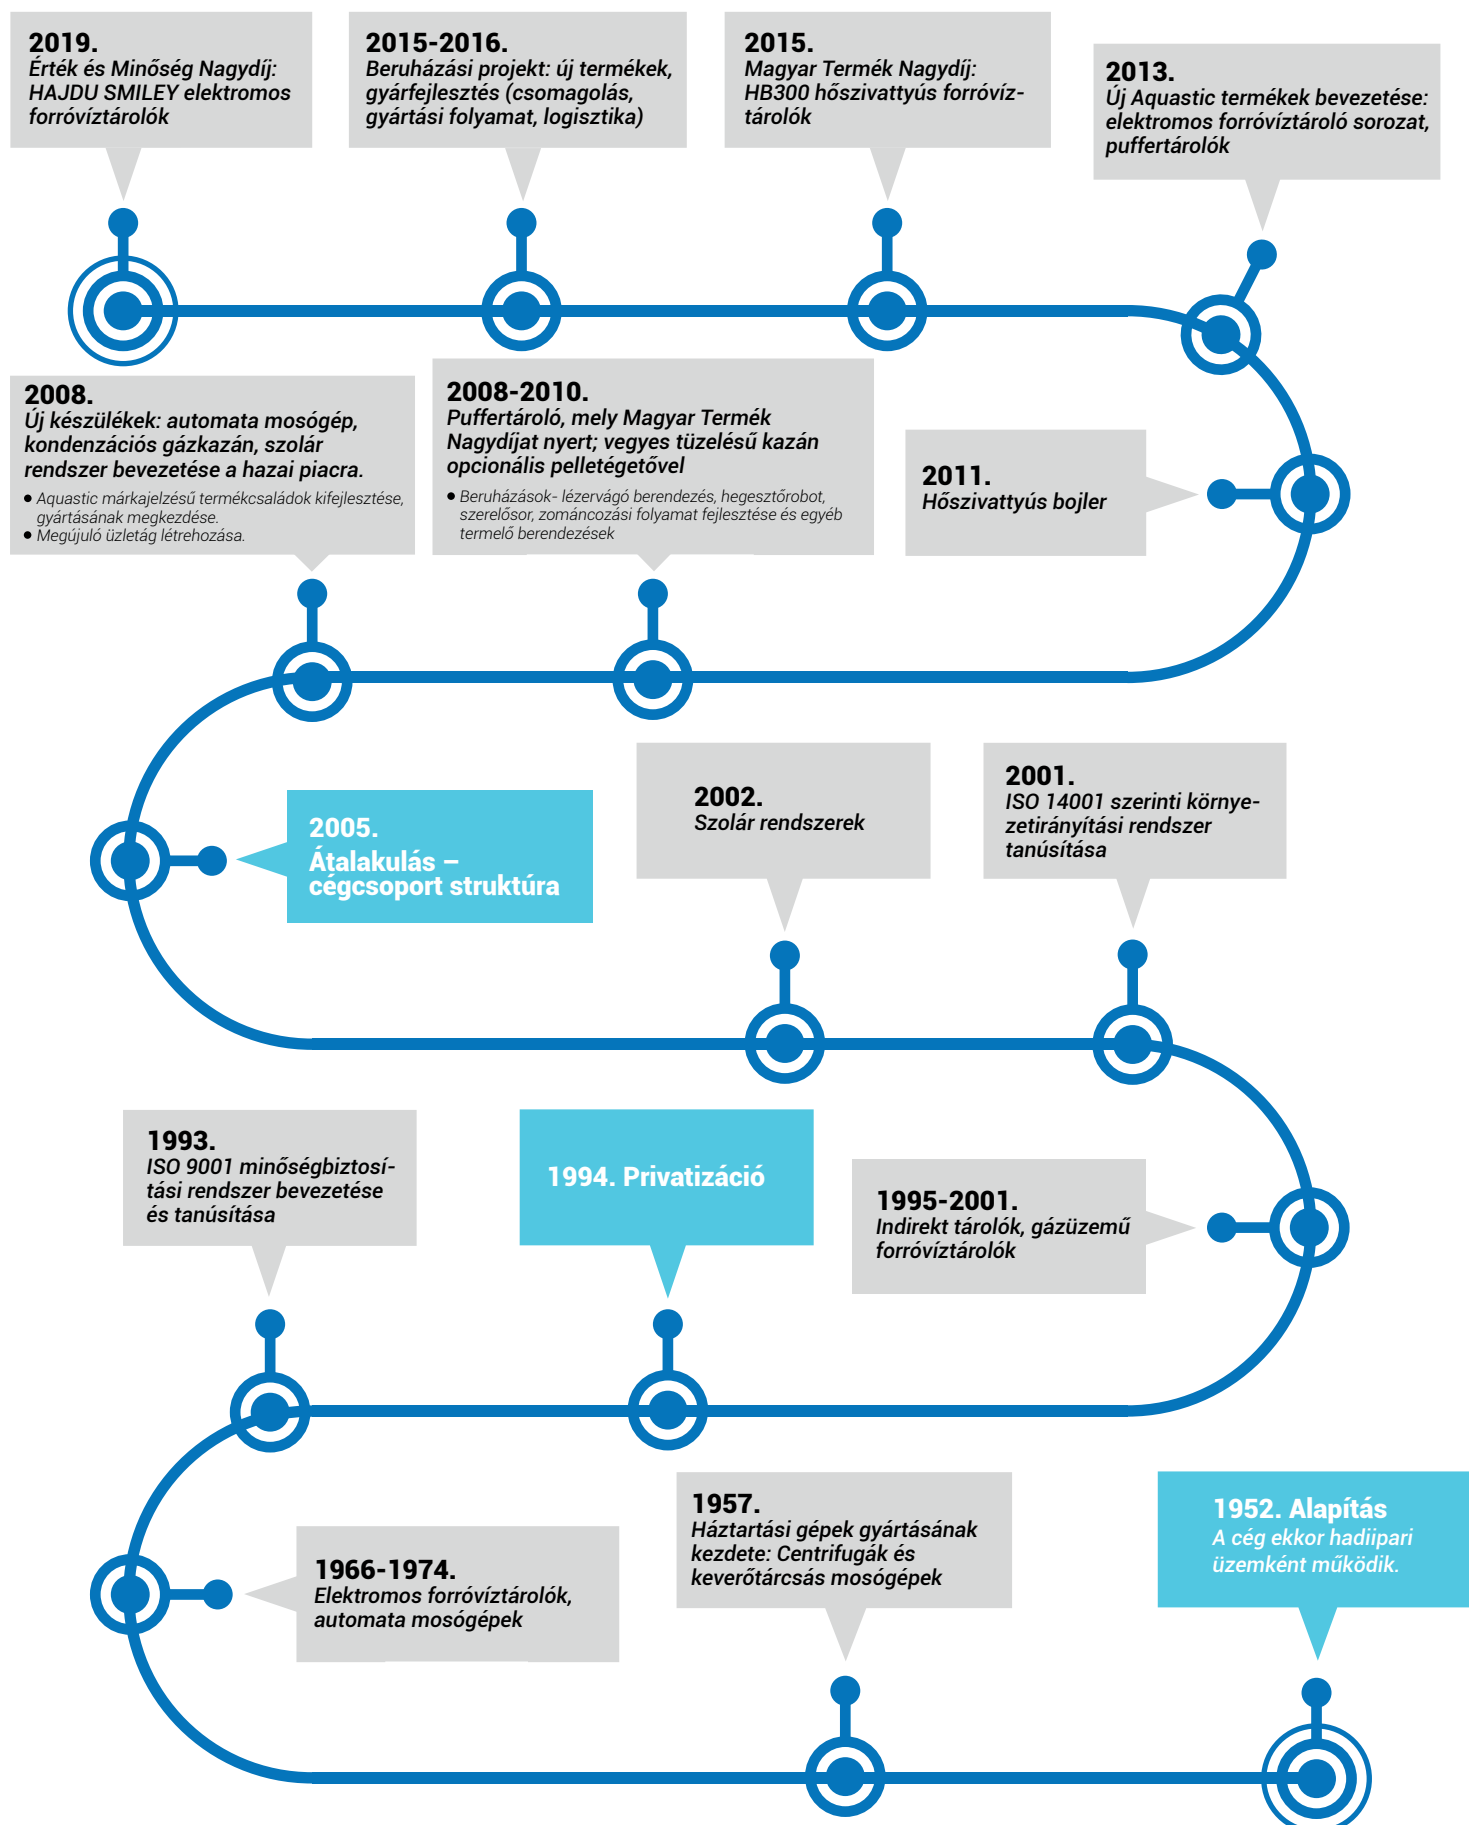 2019.
Érték és Minőség Nagydíj:
HAJDU SMILEY elektromos
forróvíztárolók
2015-2016.
Beruházási projekt: új termékek,
gyárfejlesztés (csomagolás,
gyártási folyamat, logisztika)
2015.
Magyar Termék Nagydíj:
HB300 hőszivattyús forróvíz-
tárolók
2013.
Új Aquastic termékek bevezetése:
elektromos forróvíztároló sorozat,
puffertárolók
2008.
Új készülékek: automata mosógép,
kondenzációs gázkazán, szolár
rendszer bevezetése a hazai piacra.
● Aquastic márkajelzésű termékcsaládok kifejlesztése,
gyártásának megkezdése.
● Megújuló üzletág létrehozása.
2008-2010.
Puffertároló, mely Magyar Termék
Nagydíjat nyert; vegyes tüzelésű kazán
opcionális pelletégetővel
● Beruházások- lézervágó berendezés, hegesztőrobot,
szerelősor, zománcozási folyamat fejlesztése és egyéb
termelő berendezések
2011.
Hőszivattyús bojler
2005.
Átalakulás –
cégcsoport struktúra
2002.
Szolár rendszerek
2001.
ISO 14001 szerinti környe-
zetirányítási rendszer
tanúsítása
1993.
ISO 9001 minőségbiztosí-
tási rendszer bevezetése
és tanúsítása
1994. Privatizáció
1995-2001.
Indirekt tárolók, gázüzemű
forróvíztárolók
1966-1974.
Elektromos forróvíztárolók,
automata mosógépek
1957.
Háztartási gépek gyártásának
kezdete: Centrifugák és
keverőtárcsás mosógépek
1952. Alapítás
A cég ekkor hadiipari
üzemként működik.